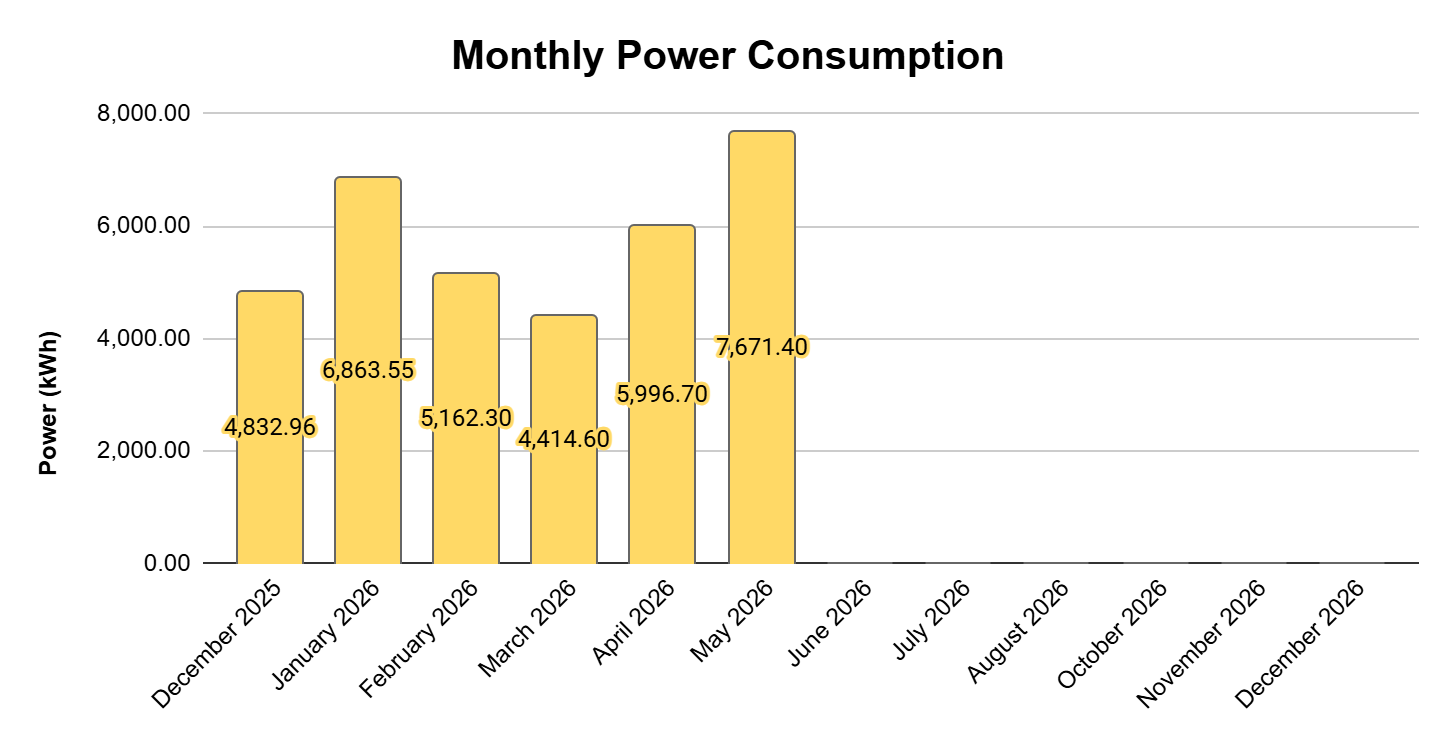 Monthly Power Consumption
8,000.00
6,000.00
4,000.00
2,000.00
0.00
Power (kWh)
4,832.96
6,863.55
5,162.30
4,414.60
5,996.70
7,671.40
December 2025
January 2026
February 2026
March 2026
April 2026
May 2026
June 2026
July 2026
August 2026
October 2026
November 2026
December 2026